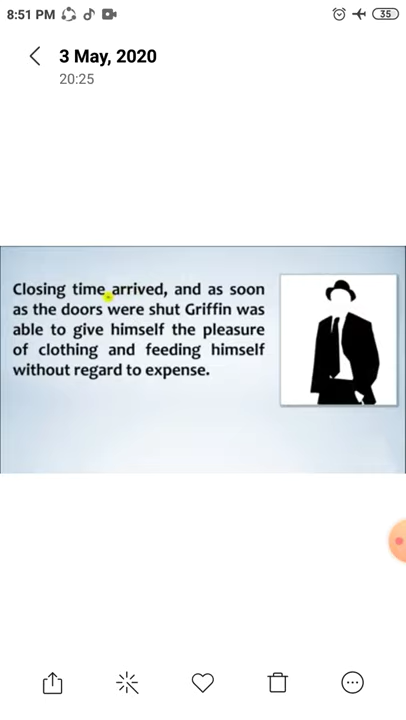 8:51 PM
35
3 May, 2020
20:25
Closing time arrived, and as soon
as the doors were shut Griffin was
able to give himself the pleasure
of clothing and feeding himself
without regard to expense.